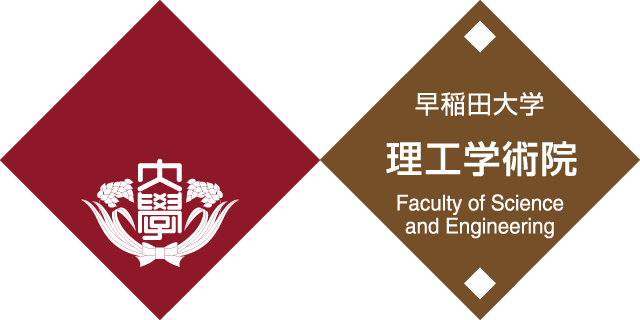 大學
早稲田大学
理工学術院
Faculty of Science
and Engineering